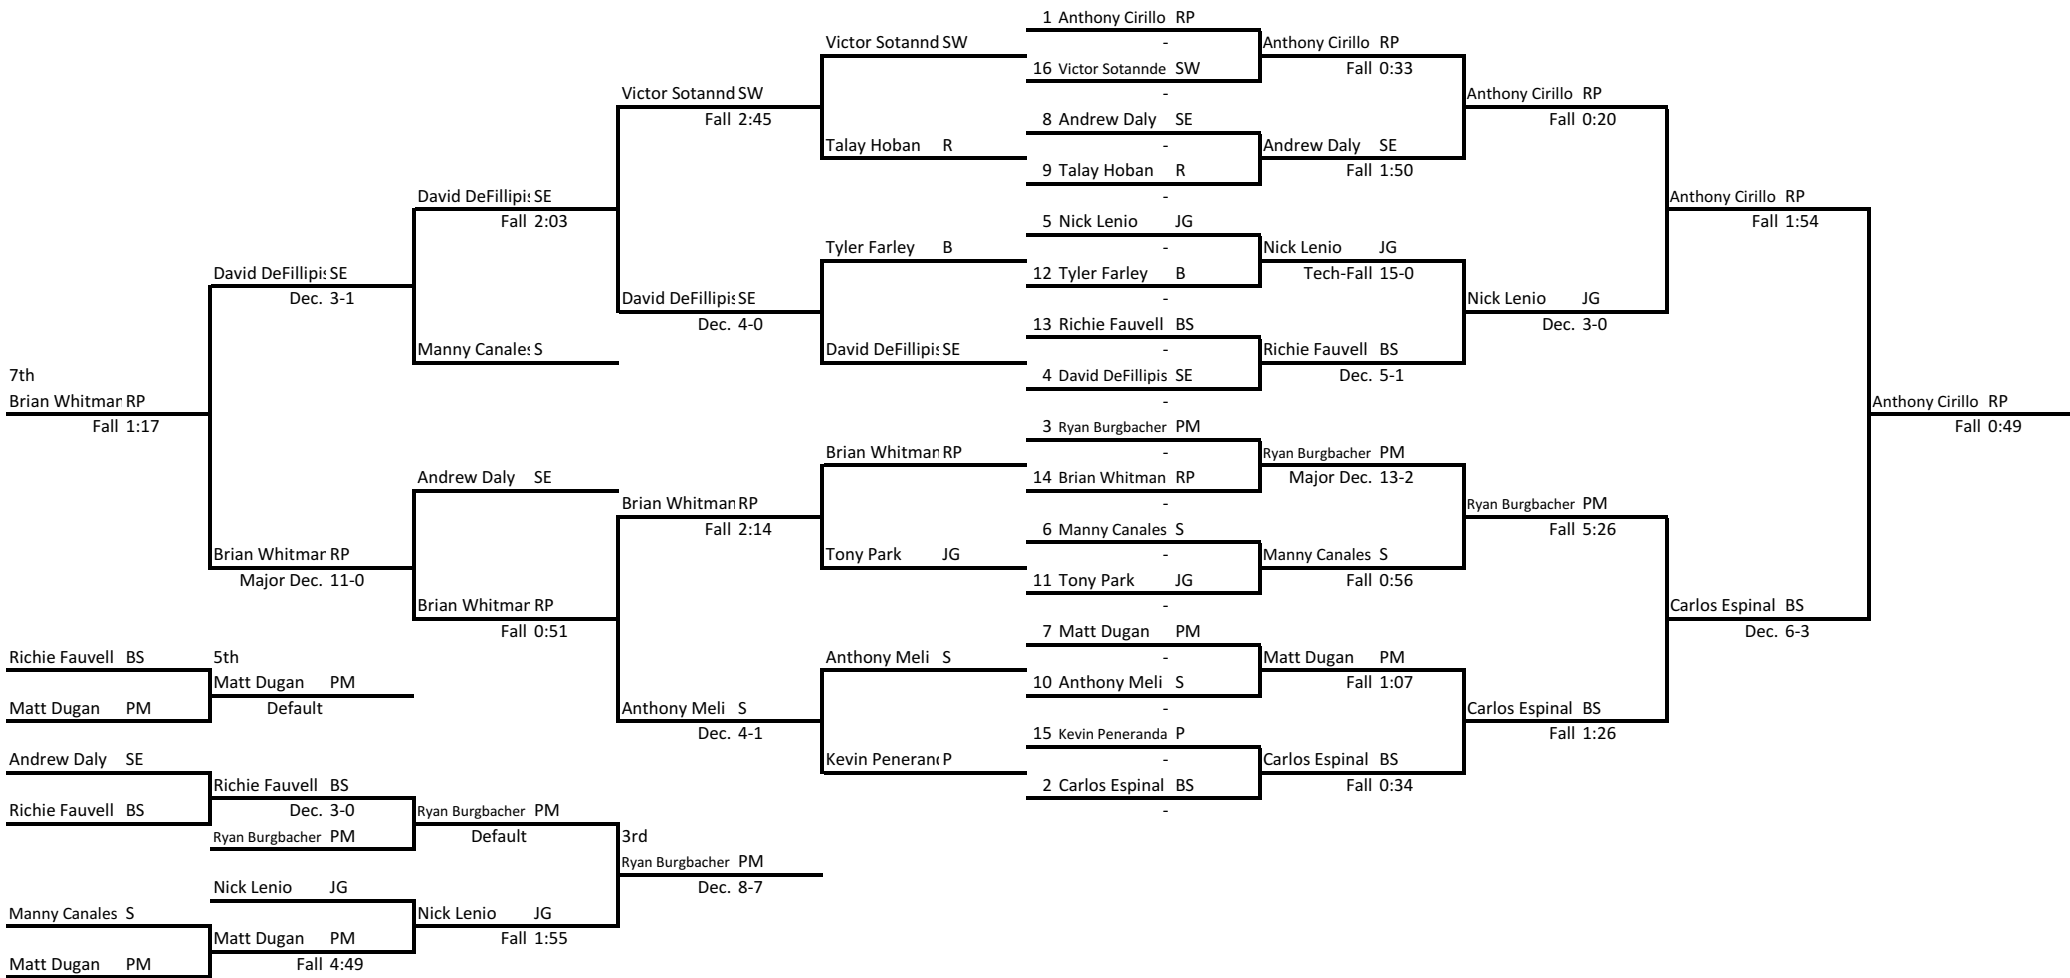 1 Anthony Cirillo RP
Victor Sotannd SW
-
Anthony Cirillo RP
16 Victor Sotannde SW
Fall 0:33
Victor Sotannd SW
-
Anthony Cirillo RP
Fall 2:45
8 Andrew Daly SE
Fall 0:20
Talay Hoban R
-
Andrew Daly SE
9 Talay Hoban R
Fall 1:50
David DeFillipis SE
-
Anthony Cirillo RP
Fall 2:03
5 Nick Lenio JG
Fall 1:54
Tyler Farley B
-
Nick Lenio JG
David DeFillipis SE
12 Tyler Farley B
Tech-Fall 15-0
Dec. 3-1
David DeFillipis SE
-
Nick Lenio JG
Dec. 4-0
13 Richie Fauvell BS
Dec. 3-0
Manny Canales S
David DeFillipis SE
-
Richie Fauvell BS
7th
4 David DeFillipis SE
Dec. 5-1
Brian Whitman RP
-
Anthony Cirillo RP
Fall 1:17
3 Ryan Burgbacher PM
Fall 0:49
Brian Whitman RP
-
Ryan Burgbacher PM
Andrew Daly SE
14 Brian Whitman RP
Major Dec. 13-2
Brian Whitman RP
-
Ryan Burgbacher PM
Fall 2:14
6 Manny Canales S
Fall 5:26
Brian Whitman RP
Tony Park JG
-
Manny Canales S
Major Dec. 11-0
11 Tony Park JG
Fall 0:56
Brian Whitman RP
-
Carlos Espinal BS
Fall 0:51
7 Matt Dugan PM
Dec. 6-3
Richie Fauvell BS
5th
Anthony Meli S
-
Matt Dugan PM
Matt Dugan PM
10 Anthony Meli S
Fall 1:07
Matt Dugan PM
Default
Anthony Meli S
-
Carlos Espinal BS
Dec. 4-1
15 Kevin Peneranda P
Fall 1:26
Andrew Daly SE
Kevin Peneran P
-
Carlos Espinal BS
Richie Fauvell BS
2 Carlos Espinal BS
Fall 0:34
Richie Fauvell BS
Dec. 3-0
Ryan Burgbacher PM
-
Ryan Burgbacher PM
Default
3rd
Ryan Burgbacher PM
Nick Lenio JG
Dec. 8-7
Manny Canales S
Nick Lenio JG
Matt Dugan PM
Fall 1:55
Matt Dugan PM
Fall 4:49